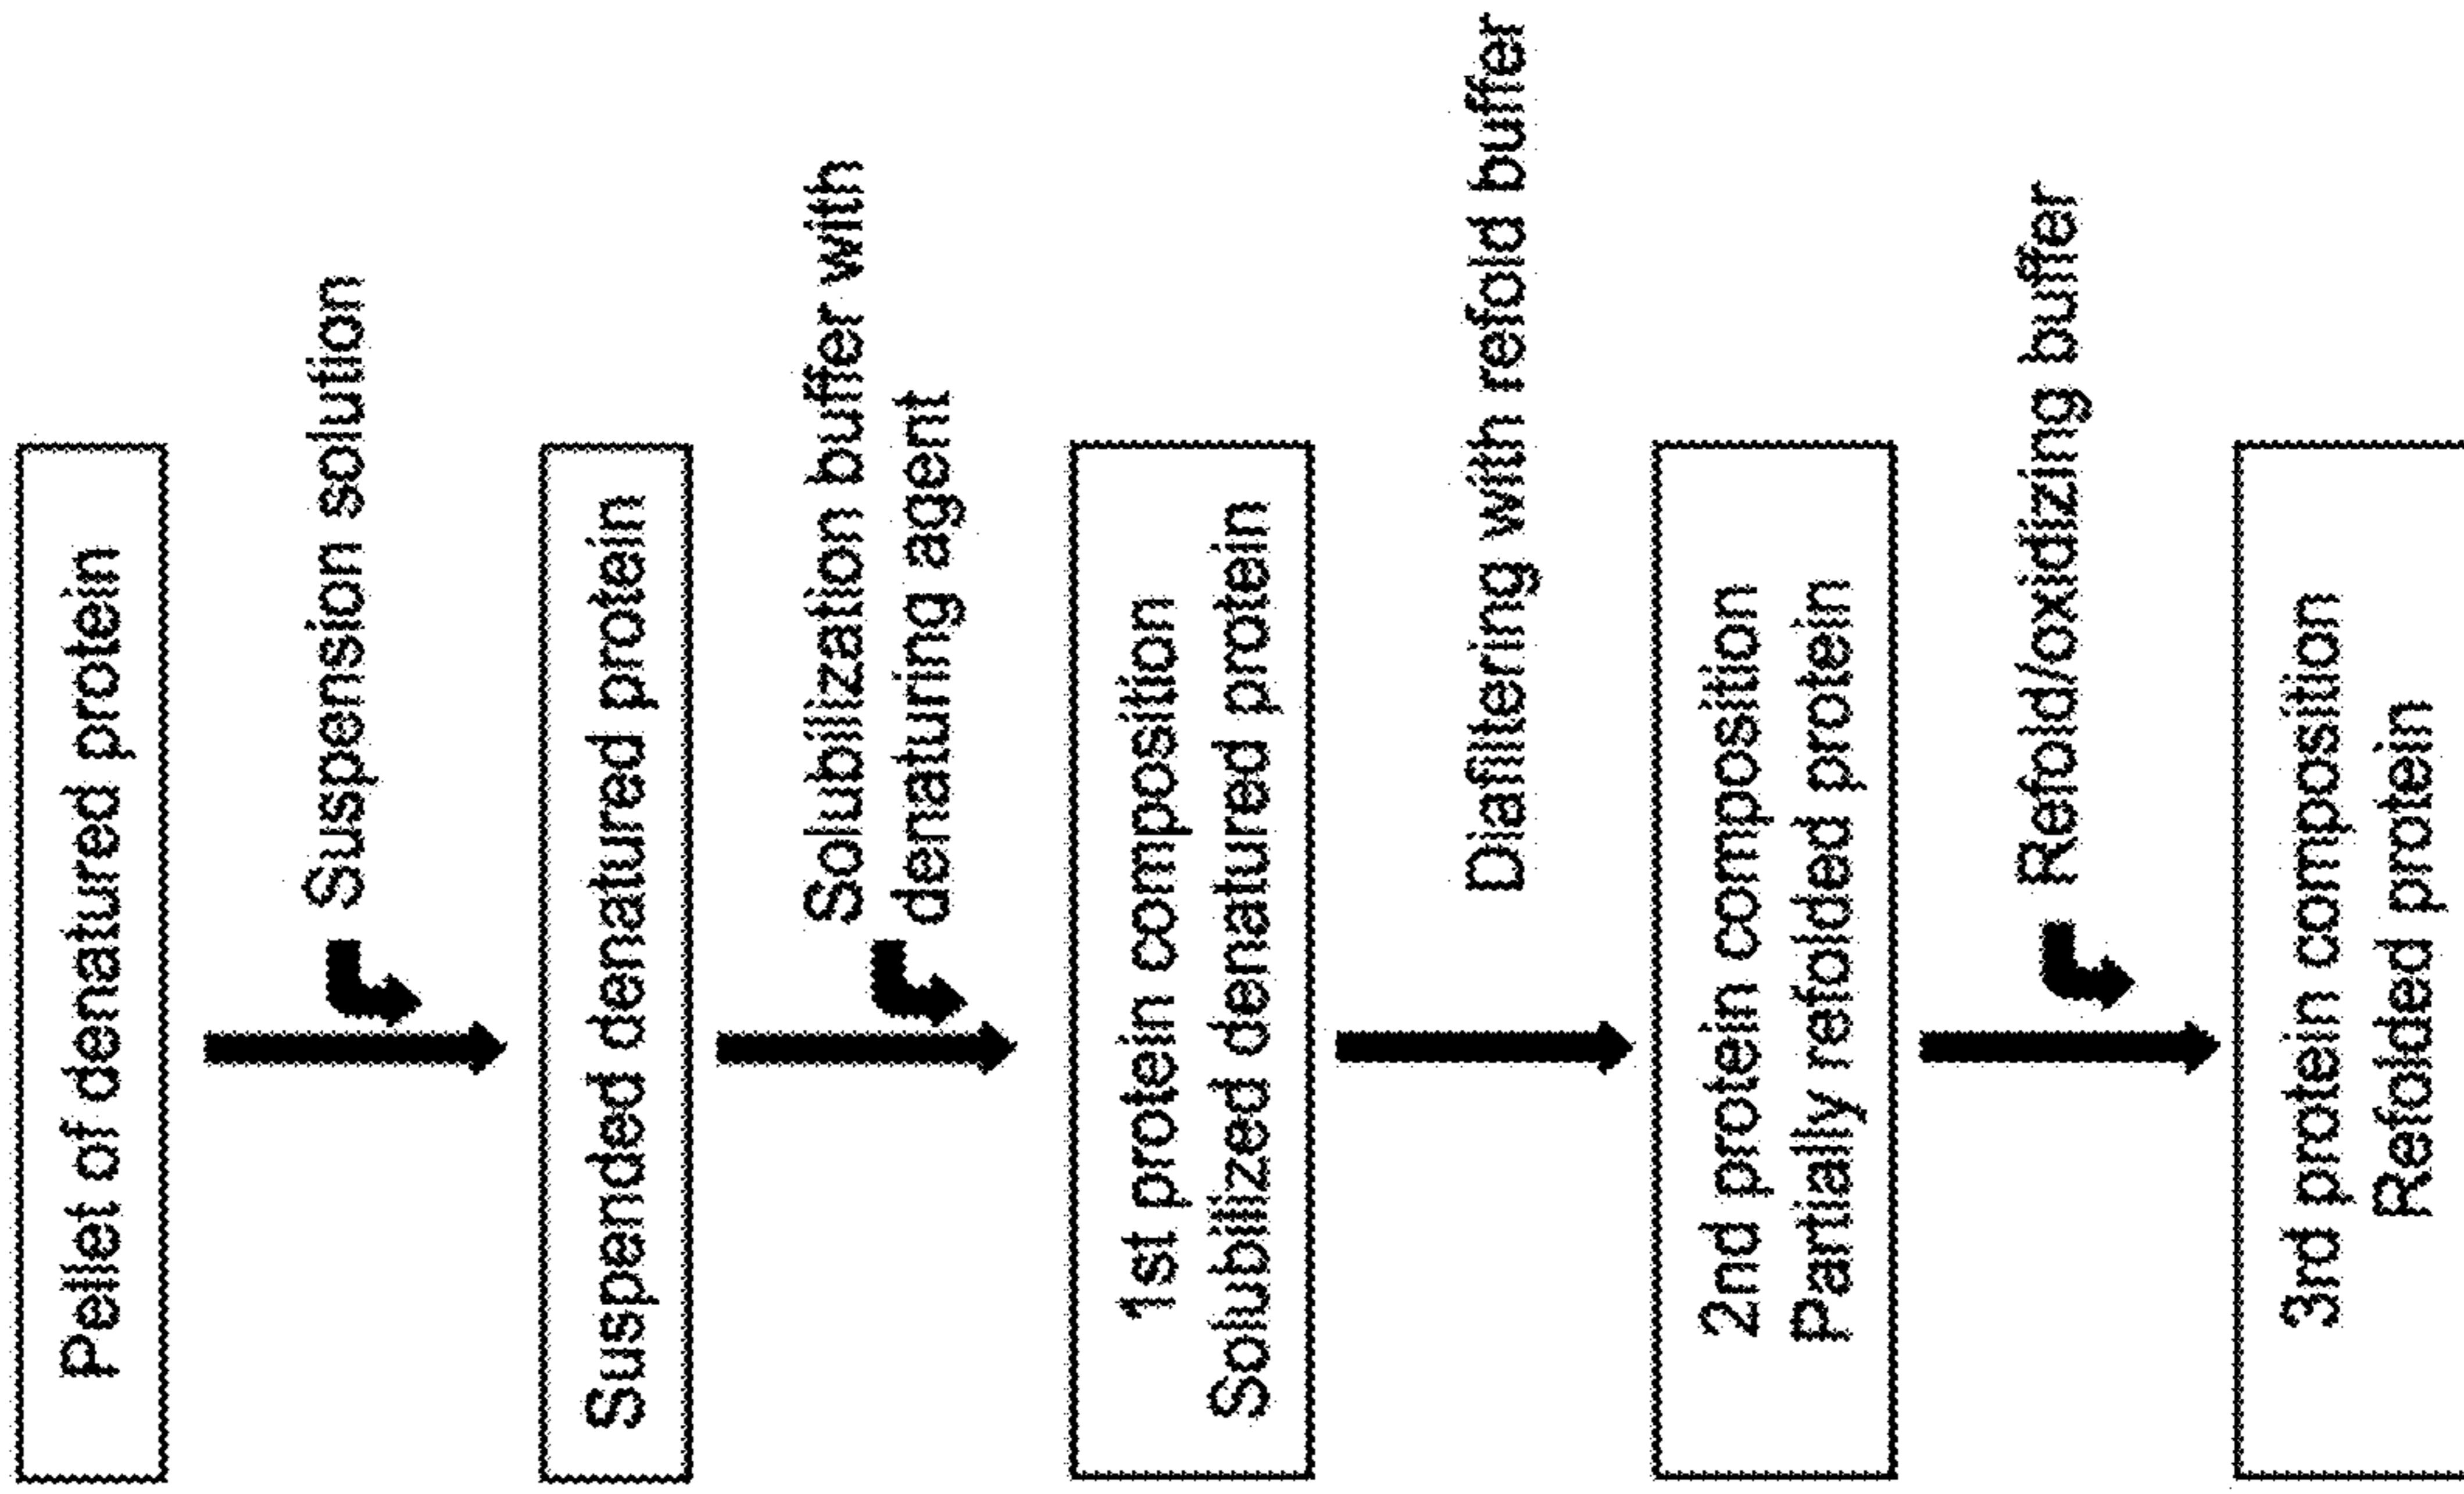 Pellet of denatured protein
Suspension solution
Suspended denatured protein
Solubilization buffer with
denaturing agent
1st protein composition
Solubilized denatured protein
Diafiltering with refold buffer
2nd protein composition
Partially refolded protein
Refold/oxidizing buffer
3rd protein composition
Refolded protein